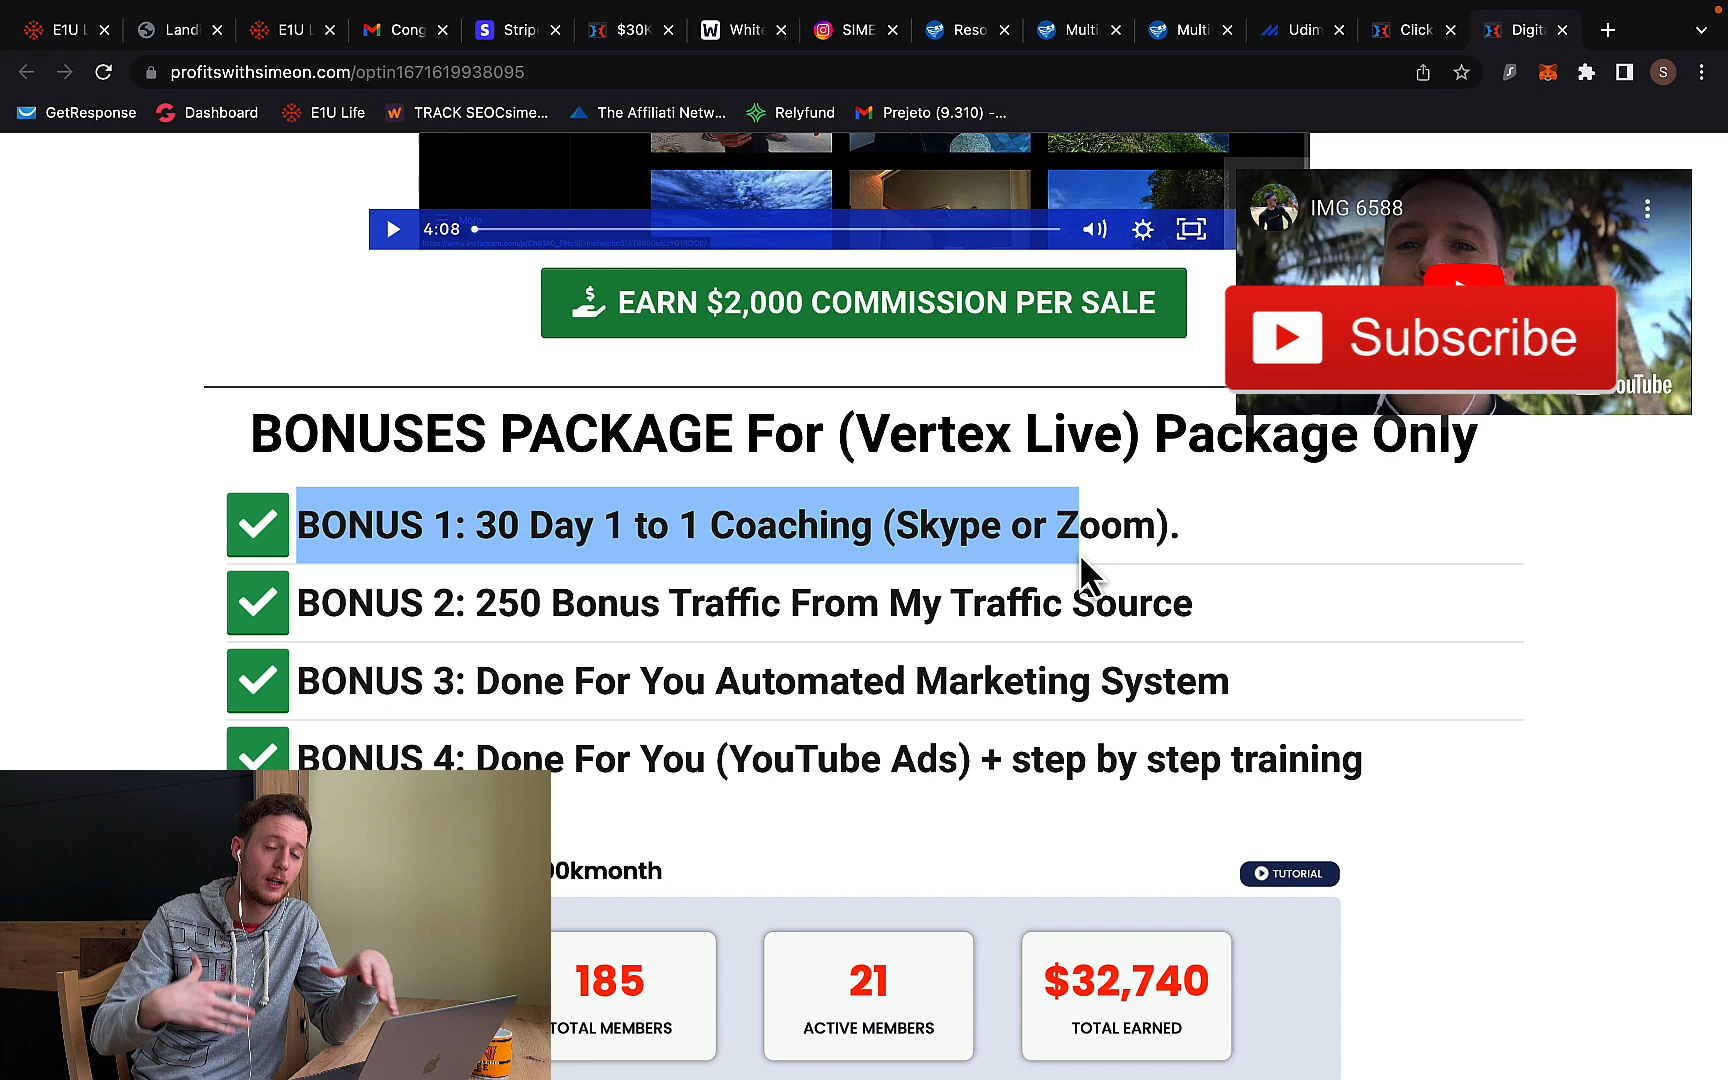 E1U L
Landi
E1U L
Cong
Strip
$30K
White
SIME
Reso
Multi
Multi
Udim
Click
Digit
profitswithsimeon.com/optin1671619938095
S
GetResponse
Dashboard
E1U Life
TRACK SEOCsime...
The Affiliati Netw...
Relyfund
Prejeto (9.310) -...
More
4:08
IMG 6588
EARN $2,000 COMMISSION PER SALE
Subscribe
ouTube
BONUSES PACKAGE For (Vertex Live) Package Only
BONUS 1: 30 Day 1 to 1 Coaching (Skype or Zoom).
BONUS 2: 250 Bonus Traffic From My Traffic Source
BONUS 3: Done For You Automated Marketing System
BONUS 4: Done For You (YouTube Ads) + step by step training
00kmonth
TUTORIAL
185
21
$32,740
TOTAL MEMBERS
ACTIVE MEMBERS
TOTAL EARNED